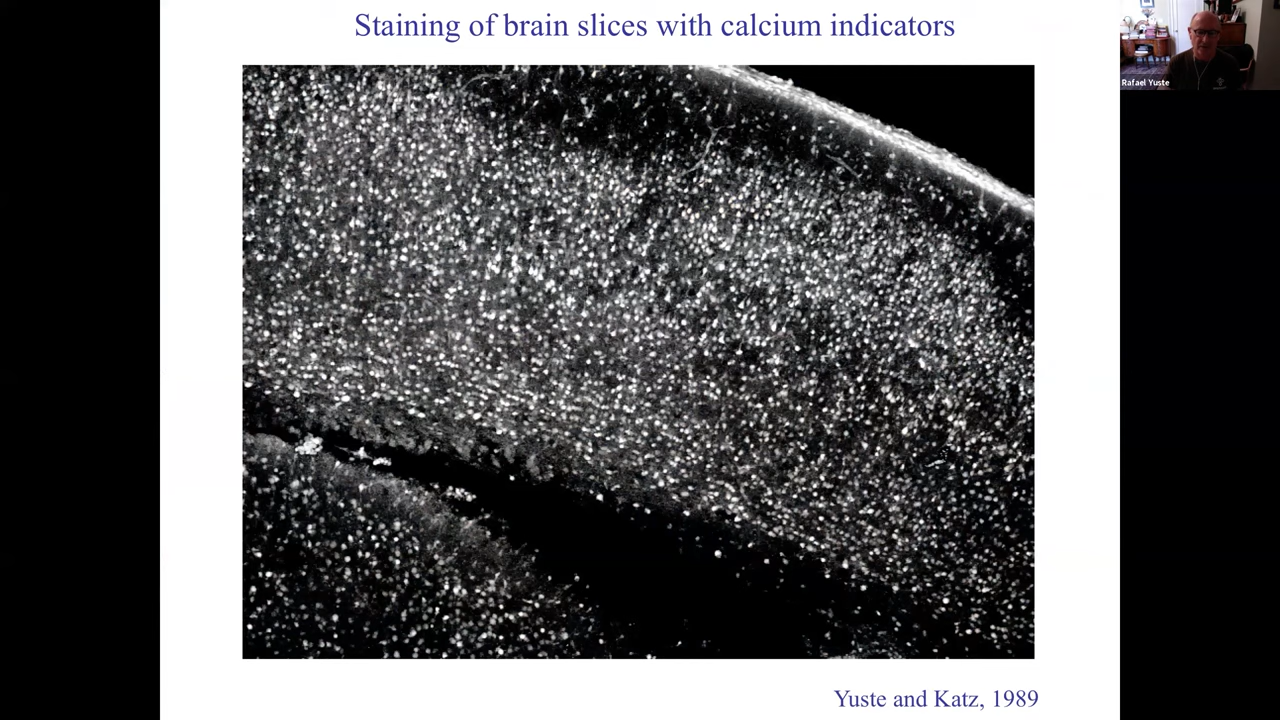 Staining of brain slices with calcium indicators
Rafael Yuste
Yuste and Katz, 1989